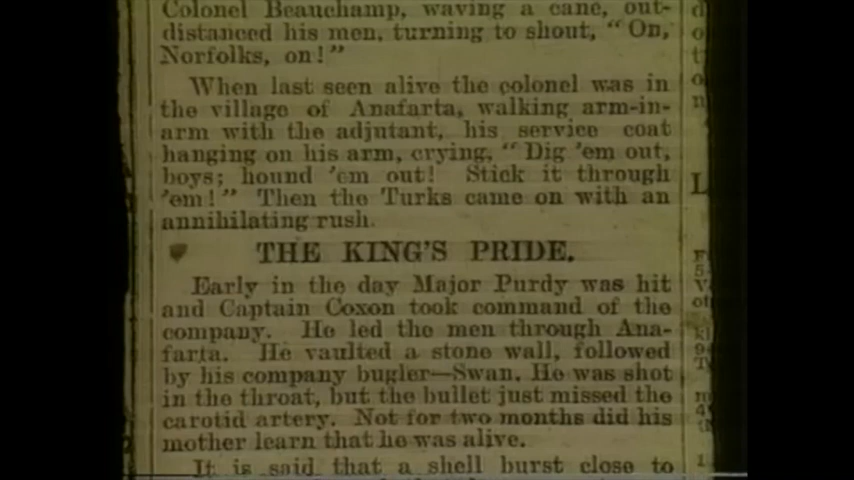 Colonel Beauchamp, waving a cane, out-
distanced his men, turning to shout, "On,
Norfolks, on!"
When last seen alive the colonel was in
the village of Anafarta, walking arm-in-
arm with the adjutant, his service coat
hanging on his arm, crying, "Dig 'em out,
boys; hound 'em out! Stick it through
'em!" Then the Turks came on with an
annihilating rush.
THE KING'S PRIDE.
Early in the day Major Purdy was hit
and Captain Coxon took command of the
company. He led the men through Ana-
farta. He vaulted a stone wall, followed
by his company bugler—Swan. He was shot
in the throat, but the bullet just missed the
carotid artery. Not for two months did his
mother learn that he was alive.
It is said that a shell burst close to